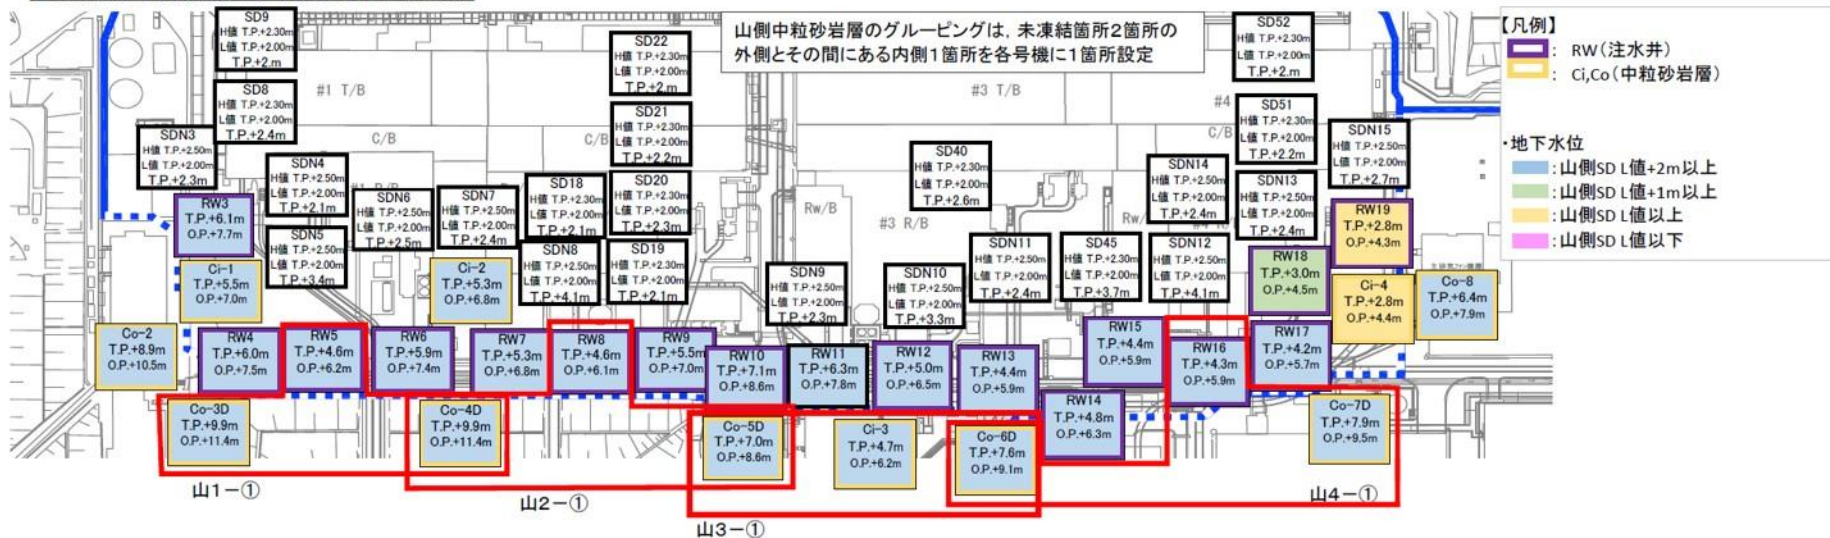 SD9
H値 T.P.+2.30m
L値 T.P.+2.00m
T.P.+2.m
SD22
H値 T.P.+2.30m
L値 T.P.+2.00m
T.P.+2.m
山側中粒砂岩層のグルーピングは，未凍結箇所2箇所の
外側とその間にある内側1箇所を各号機に1箇所設定
SD52
H値 T.P.+2.30m
L値 T.P.+2.00m
T.P.+2.m
【凡例】
： RW（注水井）
： Ci,Co（中粒砂岩層）
・地下水位
：山側SD L値+2m以上
：山側SD L値+1m以上
：山側SD L値以上
：山側SD L値以下
SD8
H値 T.P.+2.30m
L値 T.P.+2.00m
T.P.+2.4m
#1 T/B
#3 T/B
#4
SD21
H値 T.P.+2.30m
L値 T.P.+2.00m
T.P.+2.2m
SD51
H値 T.P.+2.30m
L値 T.P.+2.00m
T.P.+2.2m
C/B
C/B
C/B
SDN3
H値 T.P.+2.50m
L値 T.P.+2.00m
T.P.+2.3m
SDN4
H値 T.P.+2.50m
L値 T.P.+2.00m
T.P.+2.1m
SDN6
H値 T.P.+2.50m
L値 T.P.+2.00m
T.P.+2.5m
SDN7
H値 T.P.+2.50m
L値 T.P.+2.00m
T.P.+2.4m
SD18
H値 T.P.+2.30m
L値 T.P.+2.00m
T.P.+2.1m
SD20
H値 T.P.+2.30m
L値 T.P.+2.00m
T.P.+2.3m
Rw/B
SD40
H値 T.P.+2.30m
L値 T.P.+2.00m
T.P.+2.6m
#3 R/B
SDN14
H値 T.P.+2.50m
L値 T.P.+2.00m
T.P.+2.4m
Rw/
SDN13
H値 T.P.+2.50m
L値 T.P.+2.00m
T.P.+2.4m
SDN15
H値 T.P.+2.50m
L値 T.P.+2.00m
T.P.+2.7m
RW3
T.P.+6.1m
O.P.+7.7m
SDN5
H値 T.P.+2.50m
L値 T.P.+2.00m
T.P.+3.4m
SDN8
H値 T.P.+2.50m
L値 T.P.+2.00m
T.P.+4.1m
SD19
H値 T.P.+2.30m
L値 T.P.+2.00m
T.P.+2.1m
SDN9
H値 T.P.+2.50m
L値 T.P.+2.00m
T.P.+2.3m
SDN10
H値 T.P.+2.50m
L値 T.P.+2.00m
T.P.+3.3m
SDN11
H値 T.P.+2.50m
L値 T.P.+2.00m
T.P.+2.4m
SD45
H値 T.P.+2.30m
L値 T.P.+2.00m
T.P.+3.7m
SDN12
H値 T.P.+2.50m
L値 T.P.+2.00m
T.P.+4.1m
RW19
T.P.+2.8m
O.P.+4.3m
RW18
T.P.+3.0m
O.P.+4.5m
Ci-1
T.P.+5.5m
O.P.+7.0m
Ci-2
T.P.+5.3m
O.P.+6.8m
Ci-4
T.P.+2.8m
O.P.+4.4m
Co-8
T.P.+6.4m
O.P.+7.9m
Co-2
T.P.+8.9m
O.P.+10.5m
RW4
T.P.+6.0m
O.P.+7.5m
RW5
T.P.+4.6m
O.P.+6.2m
RW6
T.P.+5.9m
O.P.+7.4m
RW7
T.P.+5.3m
O.P.+6.8m
RW8
T.P.+4.6m
O.P.+6.1m
RW9
T.P.+5.5m
O.P.+7.0m
RW10
T.P.+7.1m
O.P.+8.6m
RW11
T.P.+6.3m
O.P.+7.8m
RW12
T.P.+5.0m
O.P.+6.5m
RW13
T.P.+4.4m
O.P.+5.9m
RW15
T.P.+4.4m
O.P.+5.9m
RW16
T.P.+4.3m
O.P.+5.9m
RW17
T.P.+4.2m
O.P.+5.7m
RW14
T.P.+4.8m
O.P.+6.3m
Co-3D
T.P.+9.9m
O.P.+11.4m
Co-4D
T.P.+9.9m
O.P.+11.4m
Co-5D
T.P.+7.0m
O.P.+8.6m
Ci-3
T.P.+4.7m
O.P.+6.2m
Co-6D
T.P.+7.6m
O.P.+9.1m
Co-7D
T.P.+7.9m
O.P.+9.5m
山1－①
山2－①
山3－①
山4－①